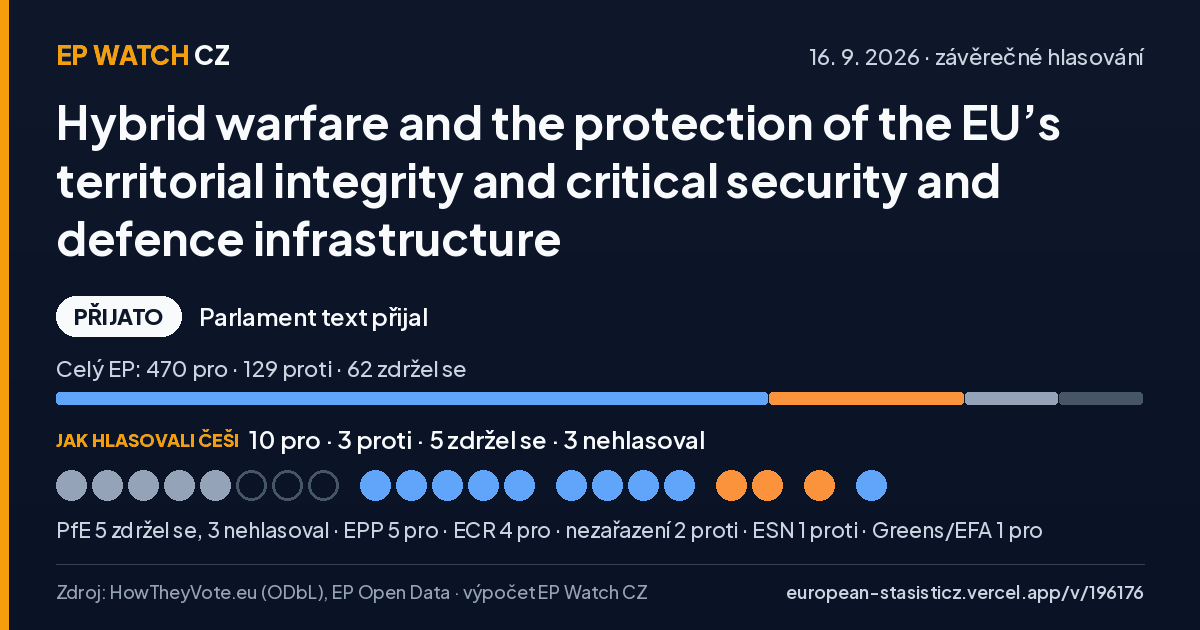 EP WATCH CZ
16. 9. 2026 · závěrečné hlasování
Hybrid warfare and the protection of the EU’s
territorial integrity and critical security and
defence infrastructure
PŘIJATO Parlament text přijal
Celý EP: 470 pro · 129 proti · 62 zdržel se
JAK HLASOVALI ČEŠI 10 pro · 3 proti · 5 zdržel se · 3 nehlasoval
PfE 5 zdržel se, 3 nehlasoval · EPP 5 pro · ECR 4 pro · nezařazení 2 proti · ESN 1 proti · Greens/EFA 1 pro
Zdroj: HowTheyVote.eu (ODbL), EP Open Data · výpočet EP Watch CZ
european-stasisticz.vercel.app/v/196176